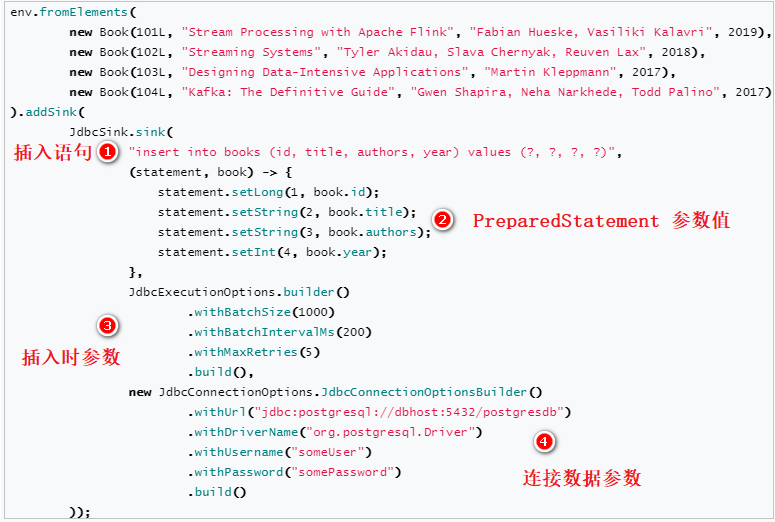 env.fromElements(
new Book(101L, "Stream Processing with Apache Flink", "Fabian Hueske, Vasiliki Kalavri", 2019),
new Book(102L, "Streaming Systems", "Tyler Akidau, Slava Chernyak, Reuven Lax", 2018),
new Book(103L, "Designing Data-Intensive Applications", "Martin Kleppmann", 2017),
new Book(104L, "Kafka: The Definitive Guide", "Gwen Shapira, Neha Narkhede, Todd Palino", 2017)
).addSink(
JdbcSink.sink(
插入语句 1 "insert into books (id, title, authors, year) values (?, ?, ?, ?)",
(statement, book) -> {
statement.setLong(1, book.id);
statement.setString(2, book.title);
2 PreparedStatement 参数值
statement.setString(3, book.authors);
statement.setInt(4, book.year);
},
JdbcExecutionOptions.builder()
.withBatchSize(1000)
3
.withBatchIntervalMs(200)
插入时参数
.withMaxRetries(5)
.build(),
new JdbcConnectionOptions.JdbcConnectionOptionsBuilder()
.withUrl("jdbc:postgresql://dbhost:5432/postgresdb")
.withDriverName("org.postgresql.Driver")
4
.withUsername("someUser")
.withPassword("somePassword")
连接数据参数
.build()
));